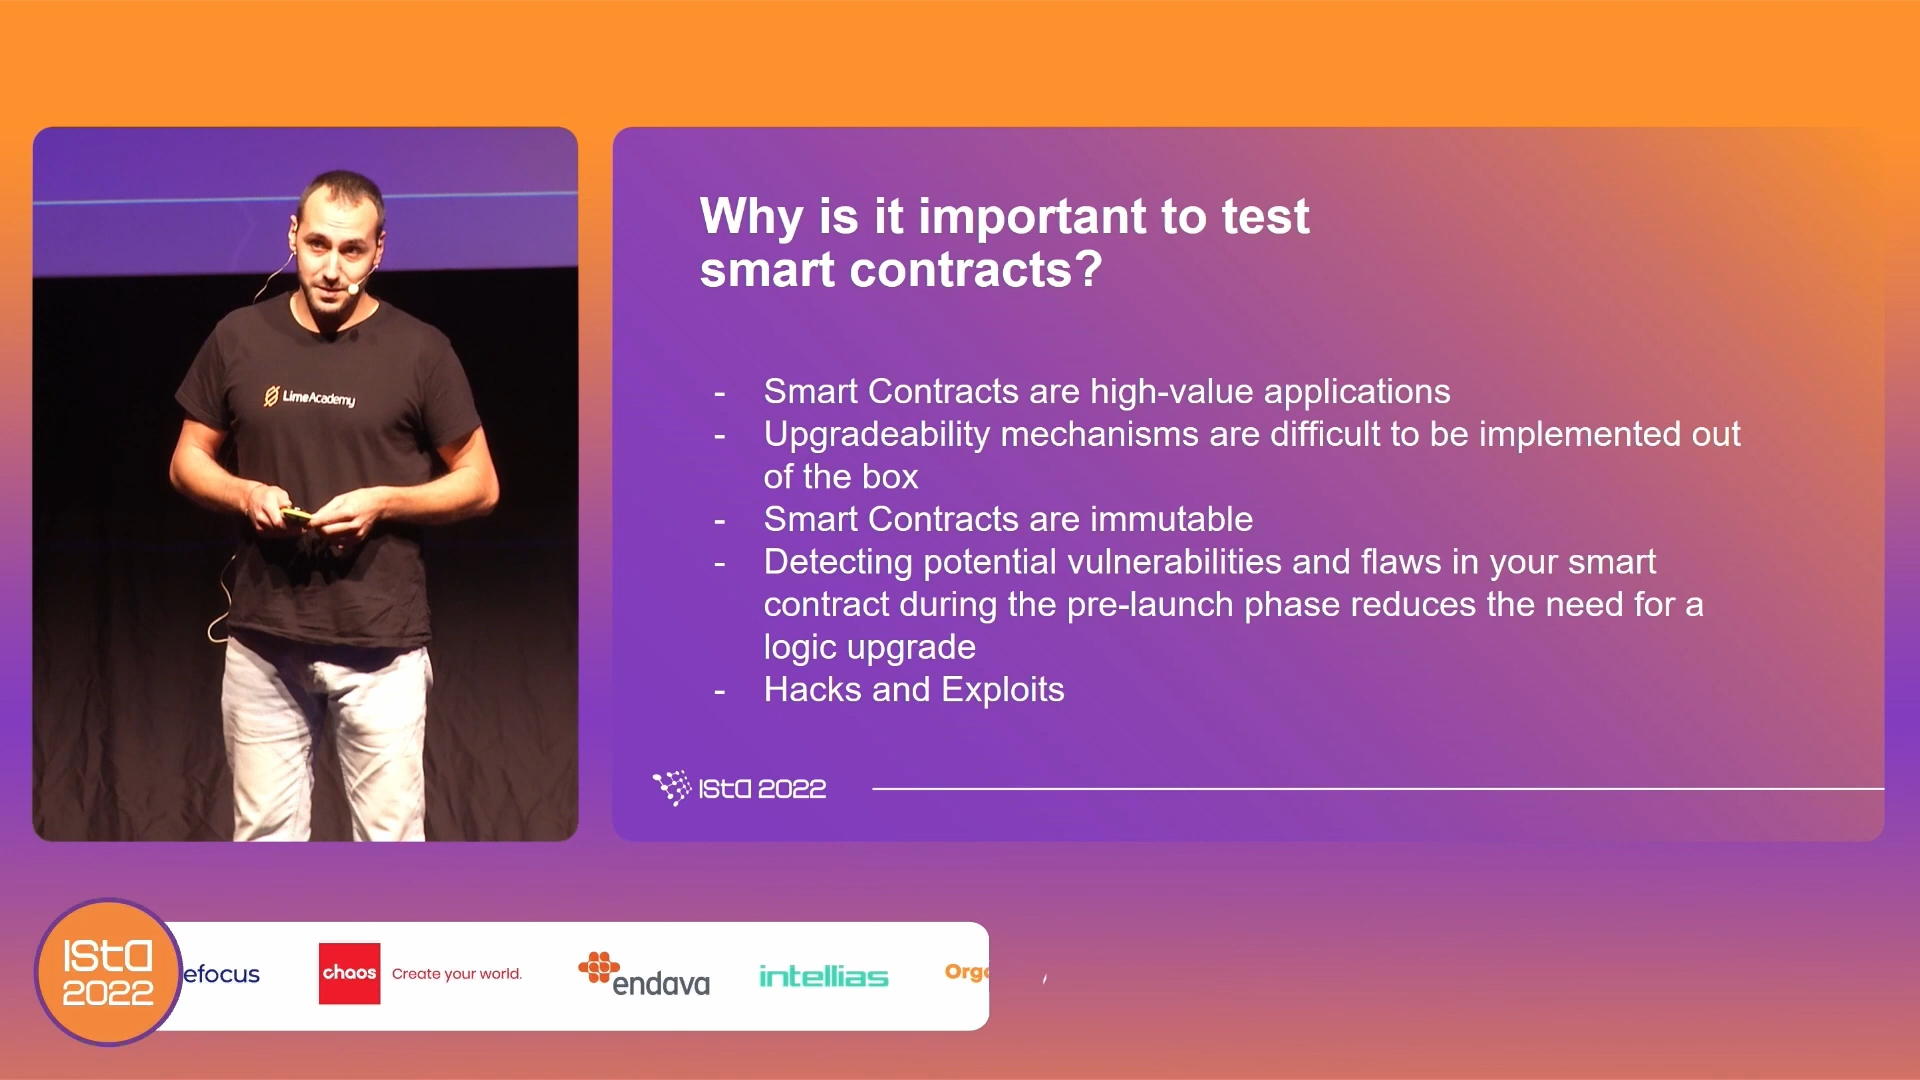 LimeAcademy
Why is it important to test
smart contracts?
- Smart Contracts are high-value applications
- Upgradeability mechanisms are difficult to be implemented out
of the box
- Smart Contracts are immutable
- Detecting potential vulnerabilities and flaws in your smart
contract during the pre-launch phase reduces the need for a
logic upgrade
- Hacks and Exploits
ISTA 2022
ISTA
2022
efocus
chaos
Create your world.
endava
intellias
Orgo